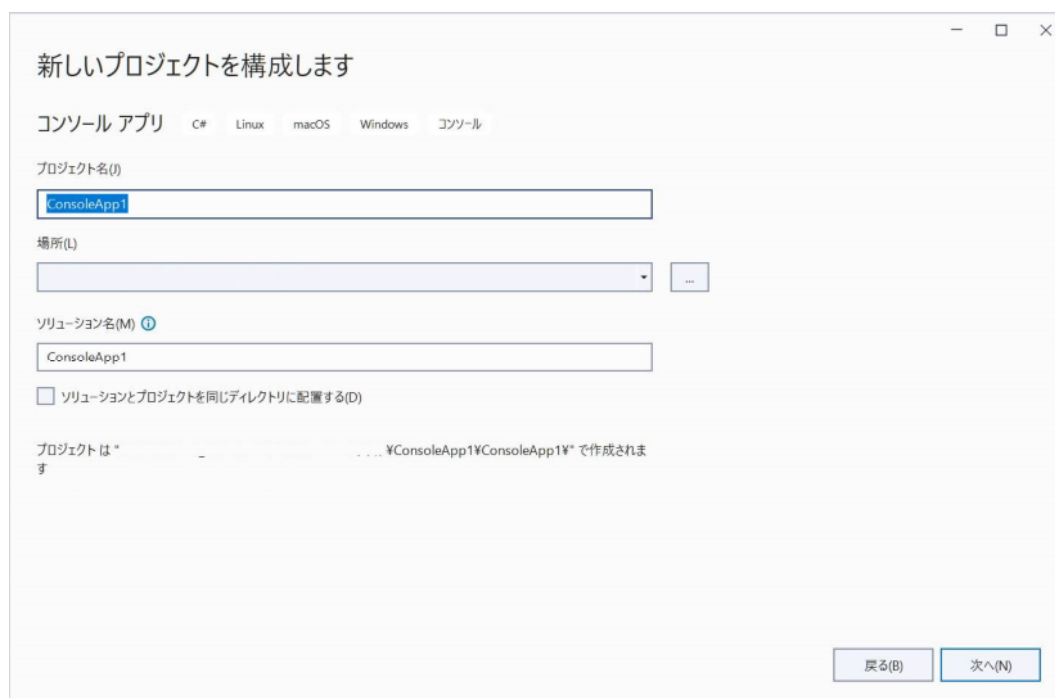 新しいプロジェクトを構成します
コンソール アプリ C# Linux macOS Windows コンソール
プロジェクト名(J)
ConsoleApp1
場所(L)
...
ソリューション名(M)
ConsoleApp1
ソリューションとプロジェクトを同じディレクトリに配置する(D)
プロジェクト は " ¥ConsoleApp1¥ConsoleApp1¥" で作成されま
す
戻る(B) 次へ(N)